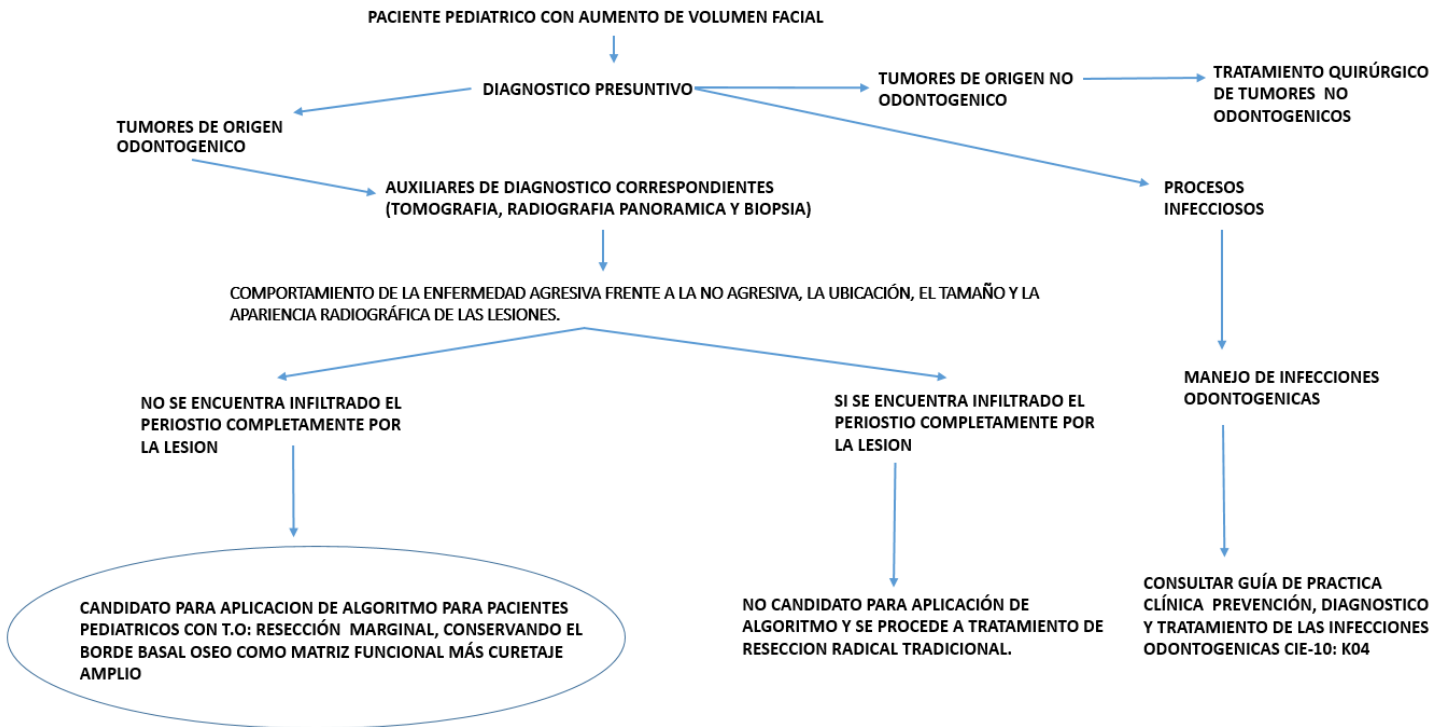 PACIENTE PEDIATRICO CON AUMENTO DE VOLUMEN FACIAL
DIAGNOSTICO PRESUNTIVO
TUMORES DE ORIGEN NO
ODONTOGENICO
TRATAMIENTO QUIRÚRGICO
DE TUMORES NO
ODONTOGENICOS
TUMORES DE ORIGEN
ODONTOGENICO
AUXILIARES DE DIAGNOSTICO CORRESPONDIENTES
(TOMOGRAFIA, RADIOGRAFIA PANORAMICA Y BIOPSIA)
PROCESOS
INFECCIOSOS
COMPORTAMIENTO DE LA ENFERMEDAD AGRESIVA FRENTE A LA NO AGRESIVA, LA UBICACIÓN, EL TAMAÑO Y LA
APARIENCIA RADIOGRÁFICA DE LAS LESIONES.
NO SE ENCUENTRA INFILTRADO EL
PERIOSTIO COMPLETAMENTE POR
LA LESION
SI SE ENCUENTRA INFILTRADO EL
PERIOSTIO COMPLETAMENTE POR
LA LESION
MANEJO DE INFECCIONES
ODONTOGENICAS
CANDIDATO PARA APLICACION DE ALGORITMO PARA PACIENTES
PEDIATRICOS CON T.O: RESECCIÓN MARGINAL, CONSERVANDO EL
BORDE BASAL OSEO COMO MATRIZ FUNCIONAL MÁS CURETAJE
AMPLIO
NO CANDIDATO PARA APLICACIÓN DE
ALGORITMO Y SE PROCEDE A TRATAMIENTO DE
RESECCION RADICAL TRADICIONAL.
CONSULTAR GUÍA DE PRACTICA
CLÍNICA PREVENCIÓN, DIAGNOSTICO
Y TRATAMIENTO DE LAS INFECCIONES
ODONTOGENICAS CIE-10: K04